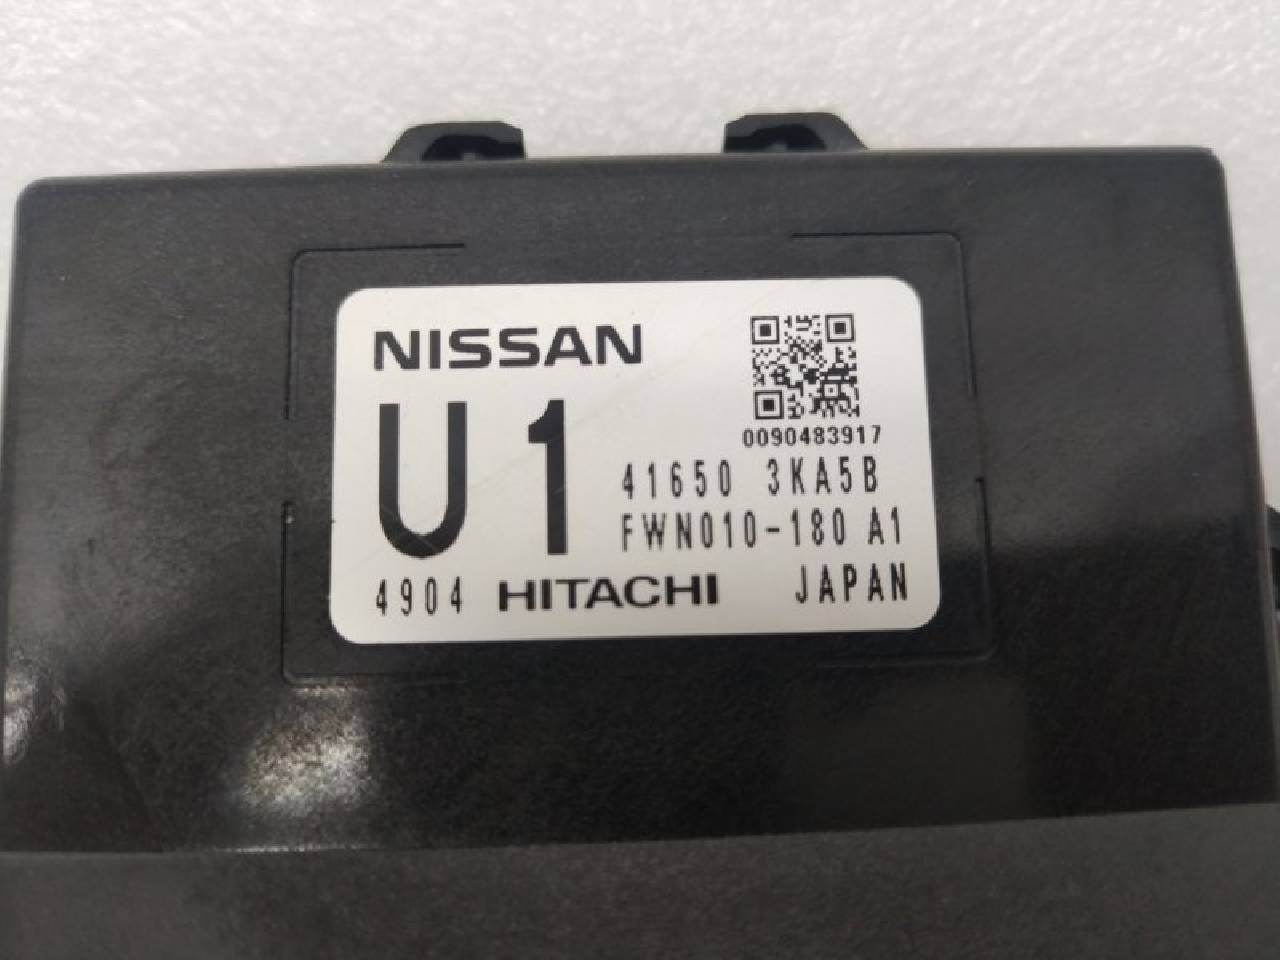 NISSAN
U1
0090483917
41650 3KA5B
FWN010-180 A1
4904 HITACHI JAPAN